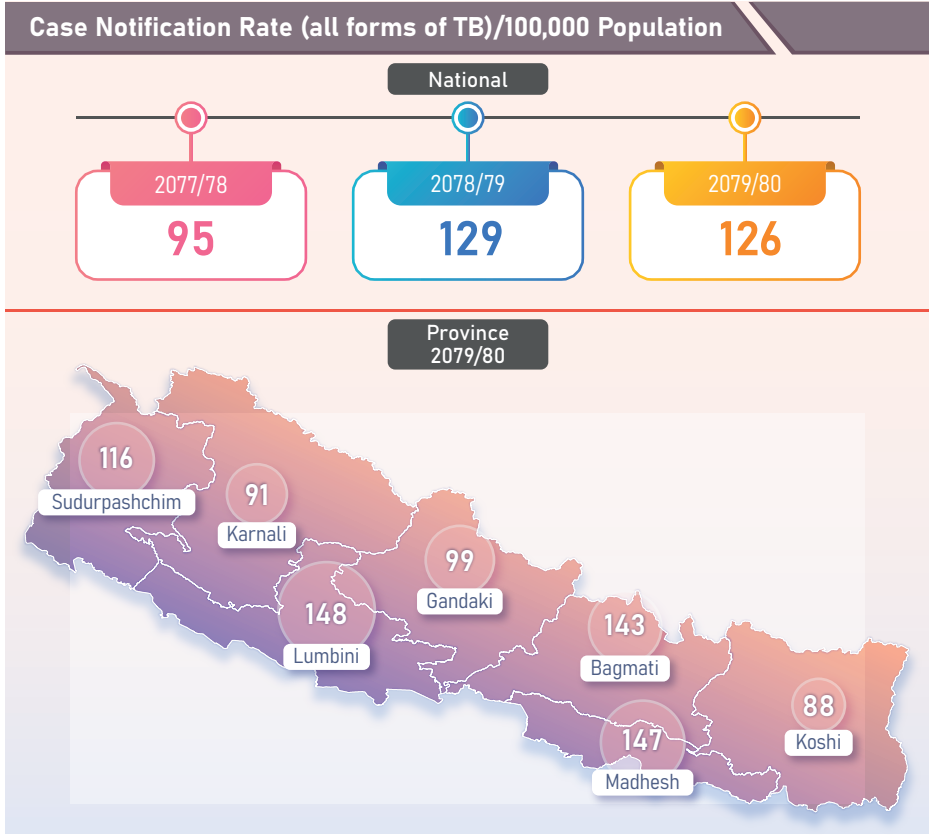 Case Notification Rate (all forms of TB)/100,000 Population
National
2077/78
95
2078/79
129
2079/80
126
Province
2079/80
116
Sudurpashchim
91
Karnali
148
Lumbini
99
Gandaki
143
Bagmati
147
Madhesh
88
Koshi